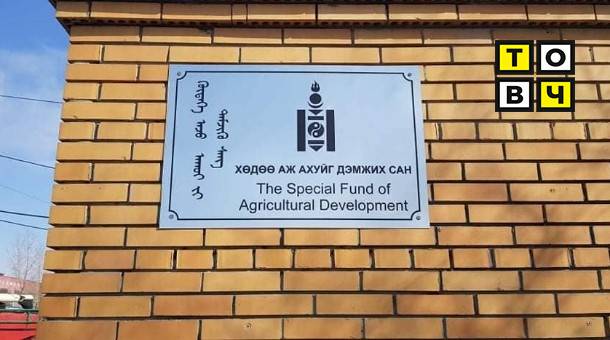 ХӨДӨӨ АЖ АХУЙГ ДЭМЖИХ САН
The Special Fund of
Agricultural Development
ТО
ВЧ